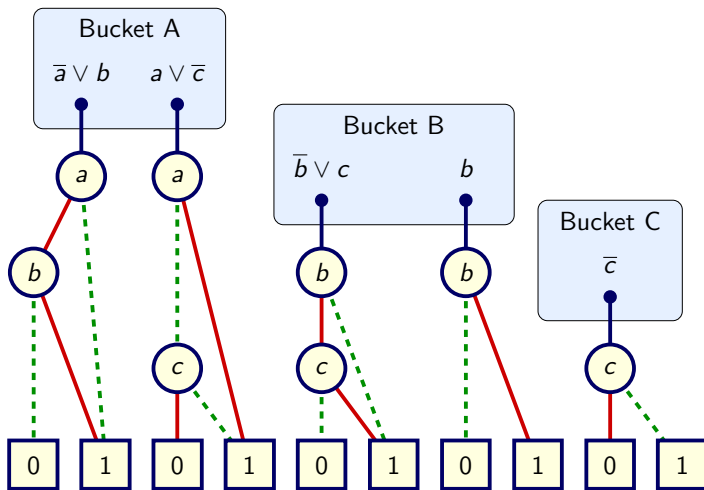 Bucket A
a̅ ∨ b a ∨ c̅
Bucket B
b̅ ∨ c b
Bucket C
c̅
a a
b b b
c c c
0 1 0 1 0 1 0 1 0 1